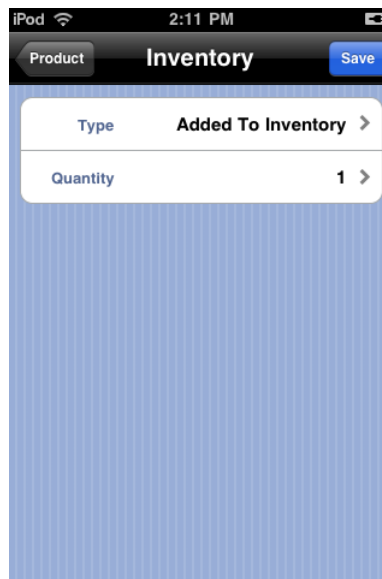 iPod 2:11 PM
Product Inventory Save
Type Added To Inventory
Quantity 1